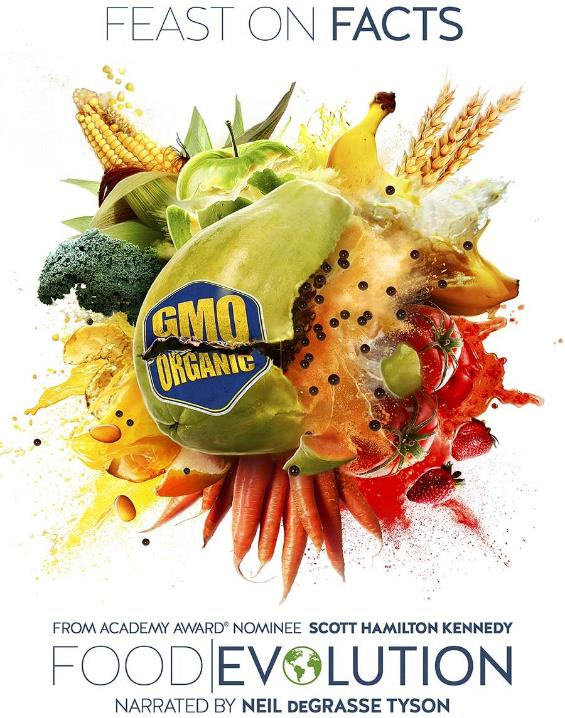 FEAST ON FACTS
GMO
ORGANIC
FROM ACADEMY AWARD® NOMINEE SCOTT HAMILTON KENNEDY
FOOD EVOLUTION
NARRATED BY NEIL DEGRASSE TYSON